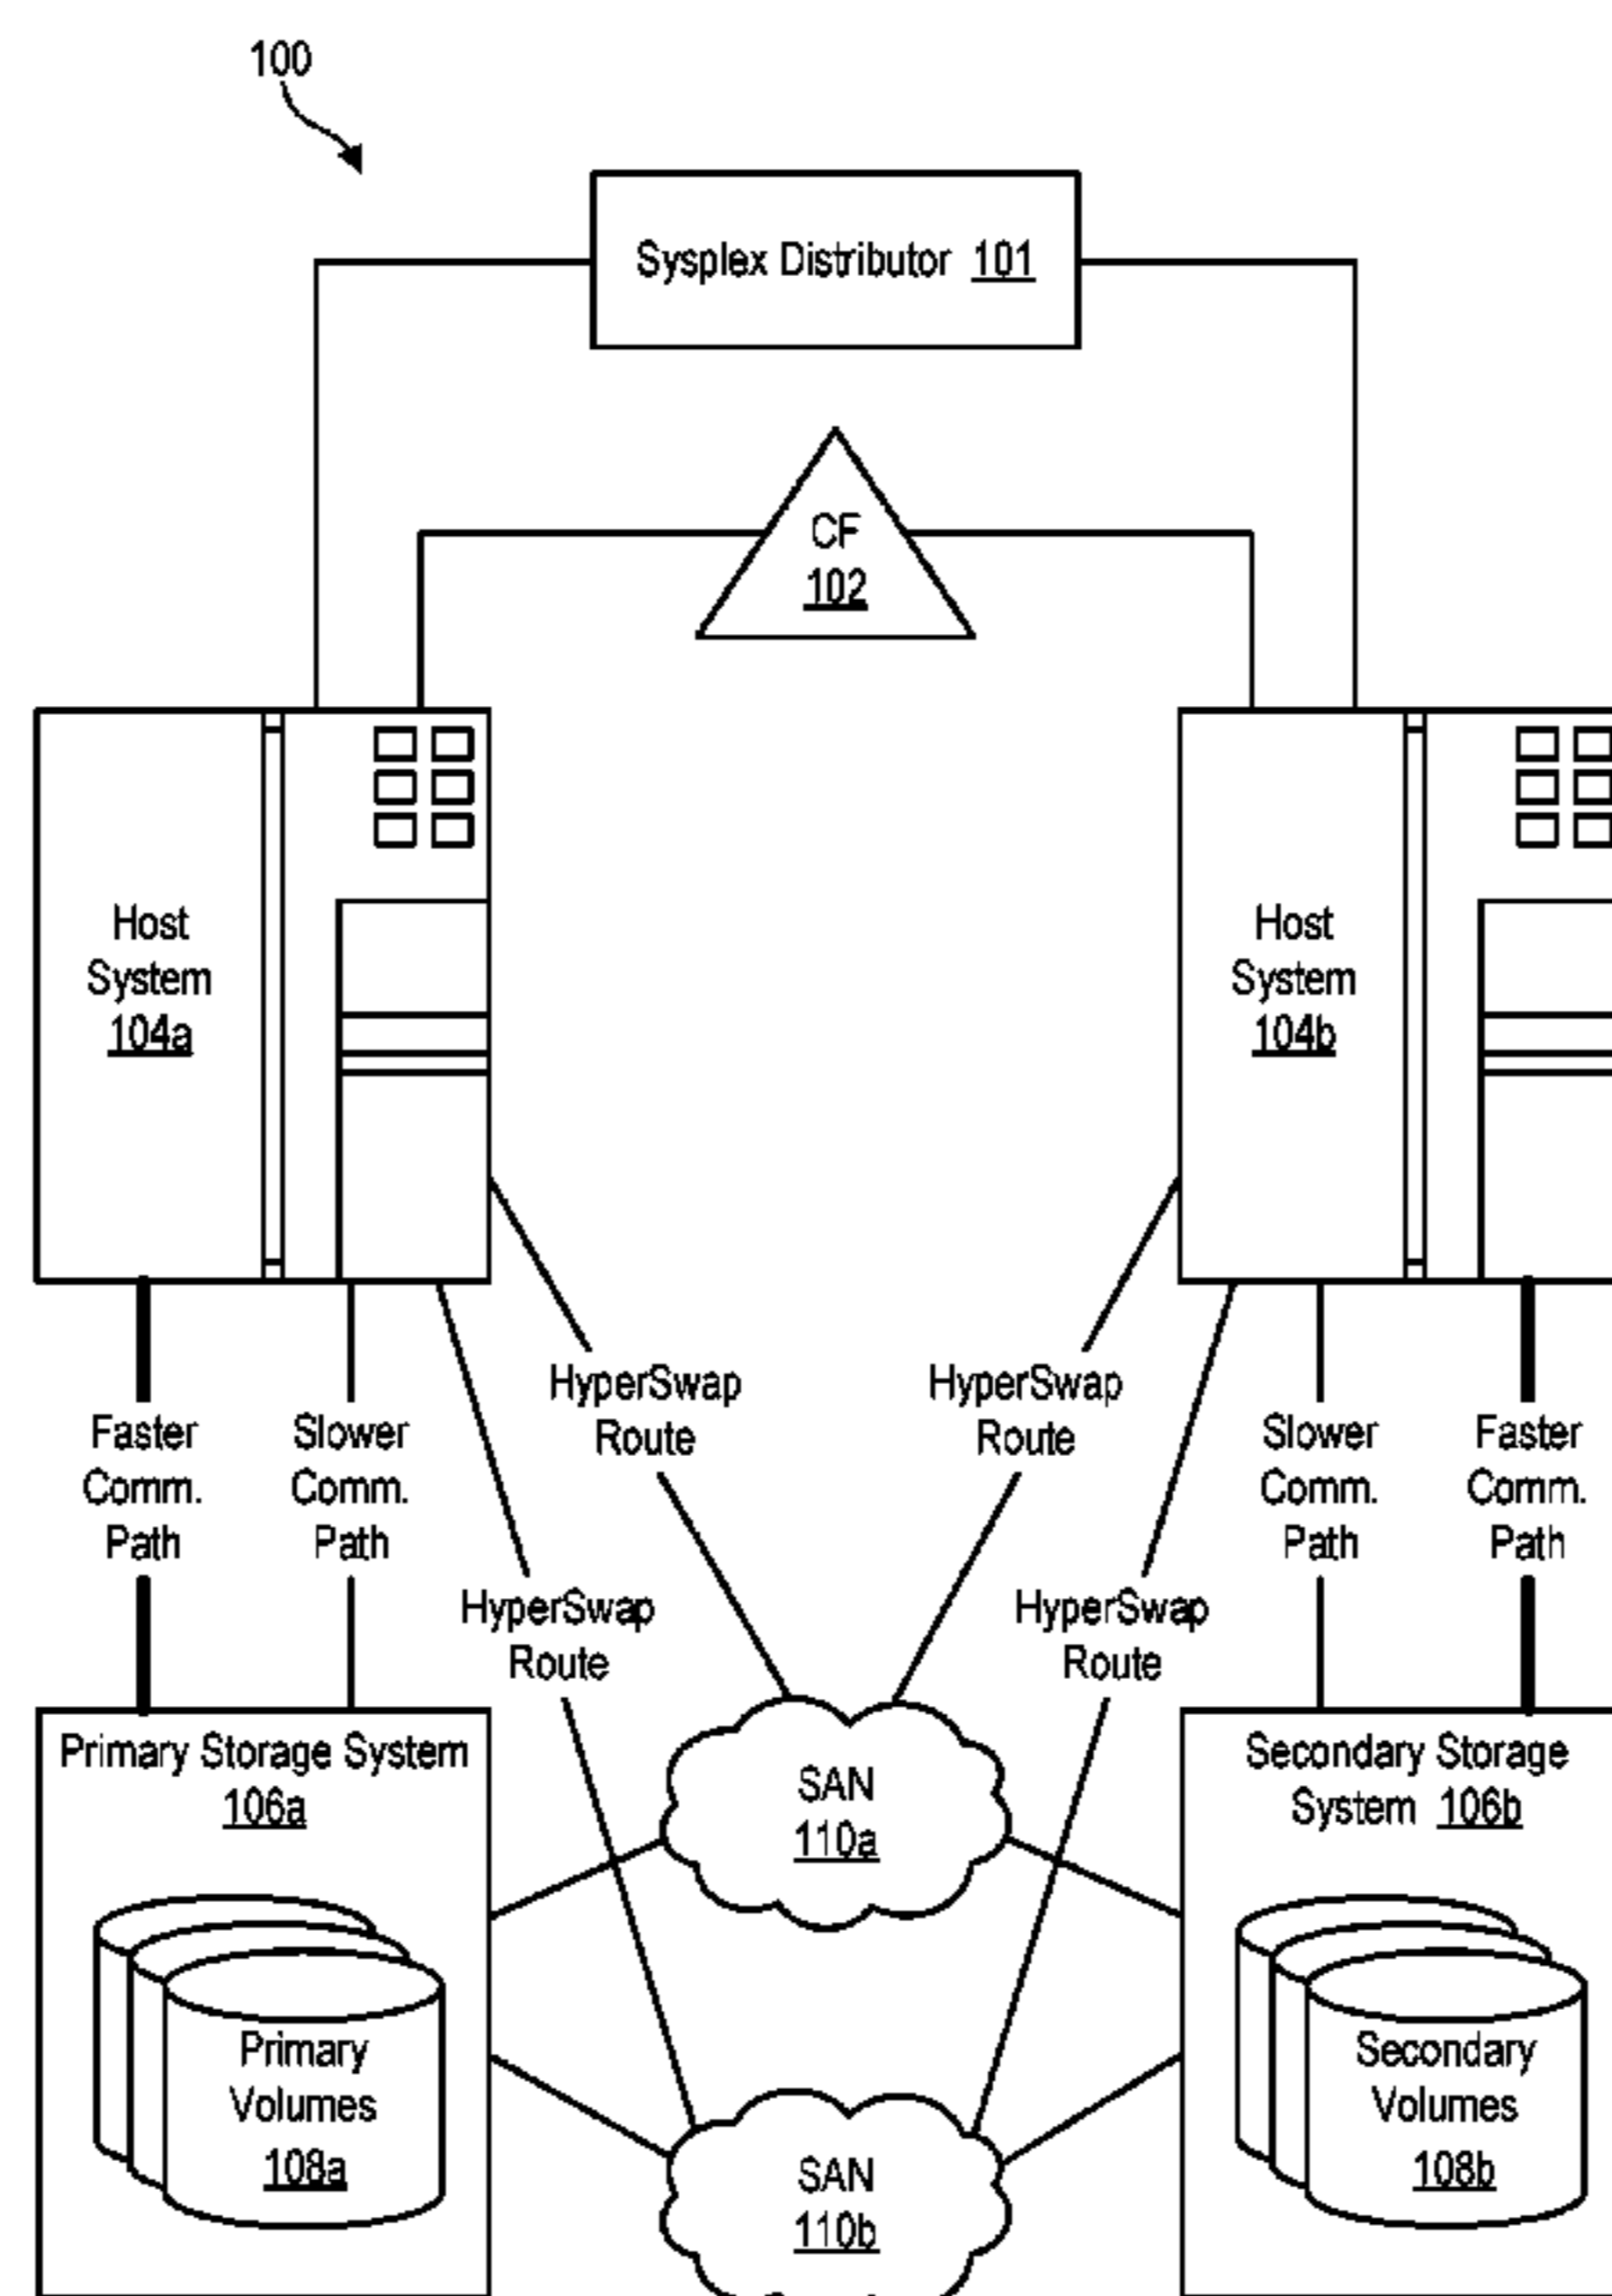 100
Sysplex Distributor 101
CF
102
Host
System
104a
Host
System
104b
HyperSwap
Route
HyperSwap
Route
Faster
Comm.
Path
Slower
Comm.
Path
Slower
Comm.
Path
Faster
Comm.
Path
HyperSwap
Route
HyperSwap
Route
Primary Storage System
106a
SAN
110a
Secondary Storage
System 106b
Primary
Volumes
108a
Secondary
Volumes
108b
SAN
110b